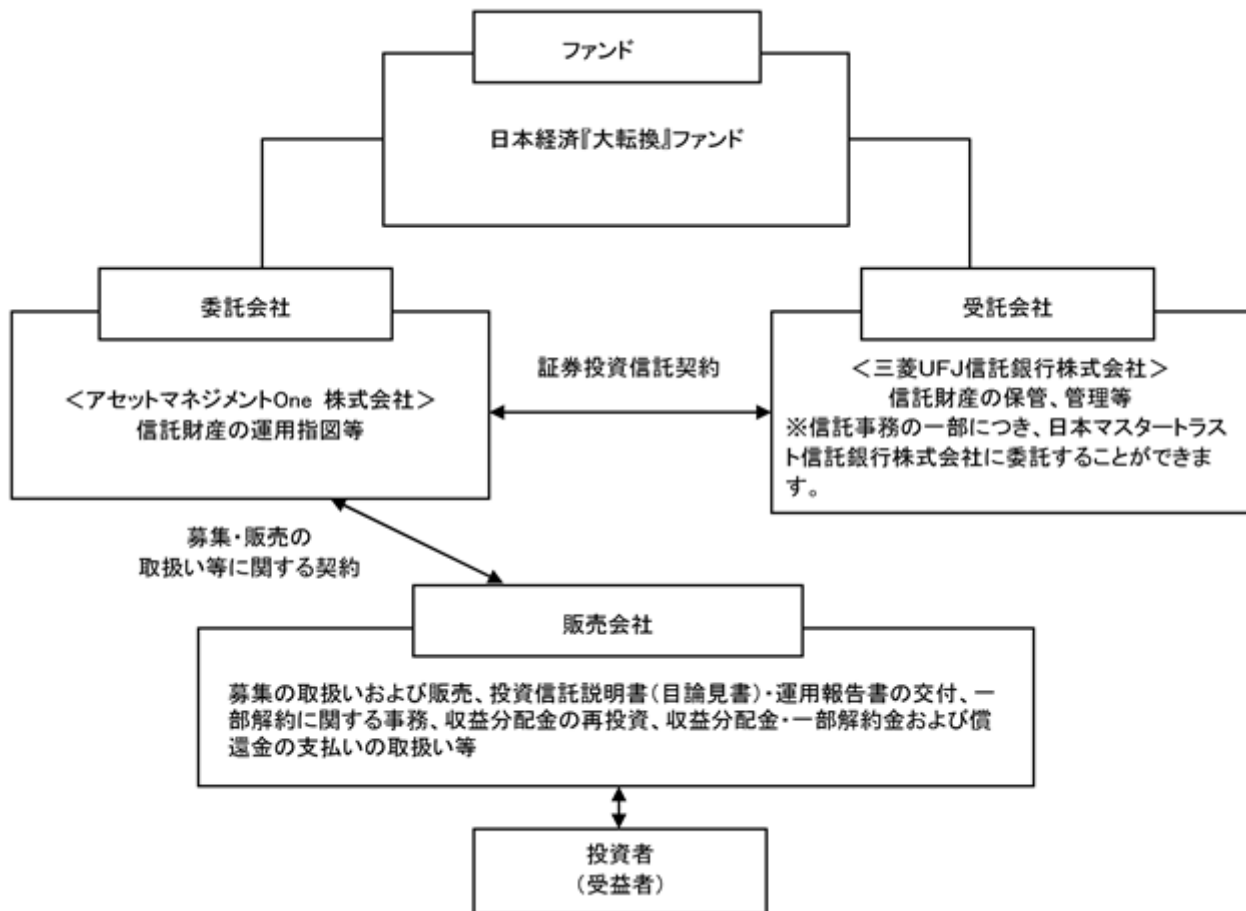 ファンド
日本経済『大転換』ファンド
委託会社
＜アセットマネジメントOne 株式会社＞
信託財産の運用指図等
証券投資信託契約
受託会社
＜三菱UFJ信託銀行株式会社＞
信託財産の保管、管理等
※信託事務の一部につき、日本マスタートラス
ト信託銀行株式会社に委託することができま
す。
募集・販売の
取扱い等に関する契約
販売会社
募集の取扱いおよび販売、投資信託説明書（目論見書）・運用報告書の交付、一
部解約に関する事務、収益分配金の再投資、収益分配金・一部解約金および償
還金の支払いの取扱い等
投資者
（受益者）